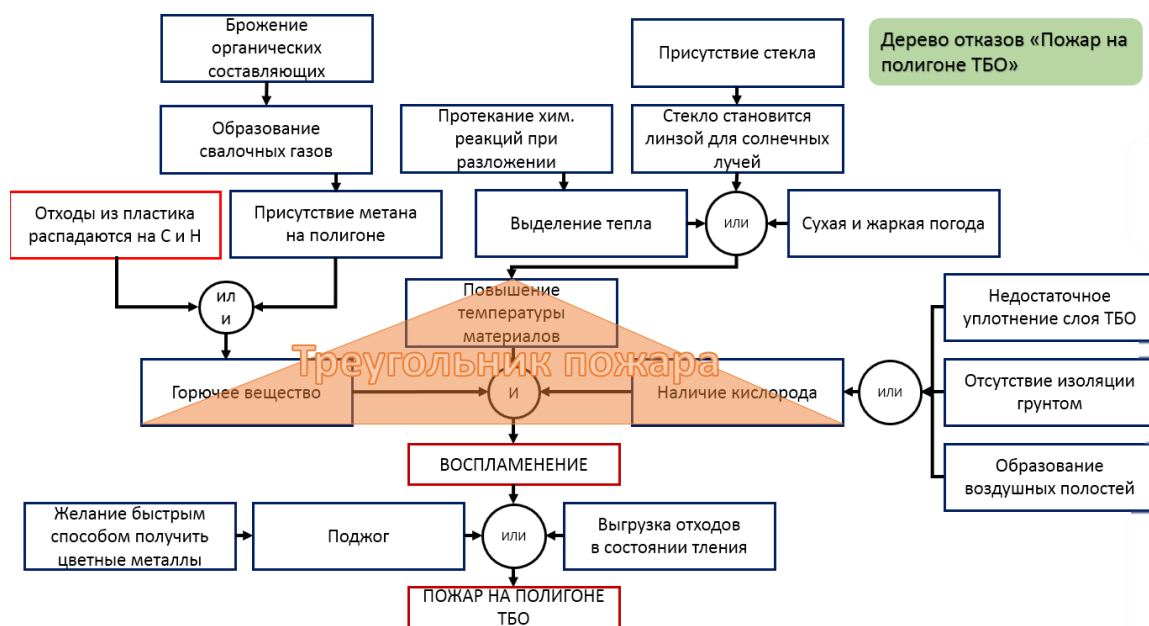 Брожение
органических
составляющих
Присутствие стекла
Дерево отказов «Пожар на
полигоне ТБО»
Образование
свалочных газов
Протекание хим.
реакций при
разложении
Стекло становится
линзой для солнечных
лучей
Отходы из пластика
распадаются на С и Н
Присутствие метана
на полигоне
Выделение тепла
ИЛИ
Сухая и жаркая погода
ИЛ
И
Повышение
температуры
материалов
Недостаточное
уплотнение слоя ТБО
Треугольник пожара
Горючее вещество
И
Наличие кислорода
ИЛИ
Отсутствие изоляции
грунтом
ВОСПЛАМЕНЕНИЕ
Образование
воздушных полостей
Желание быстрым
способом получить
цветные металлы
Поджог
ИЛИ
Выгрузка отходов
в состоянии тления
ПОЖАР НА ПОЛИГОНЕ
ТБО